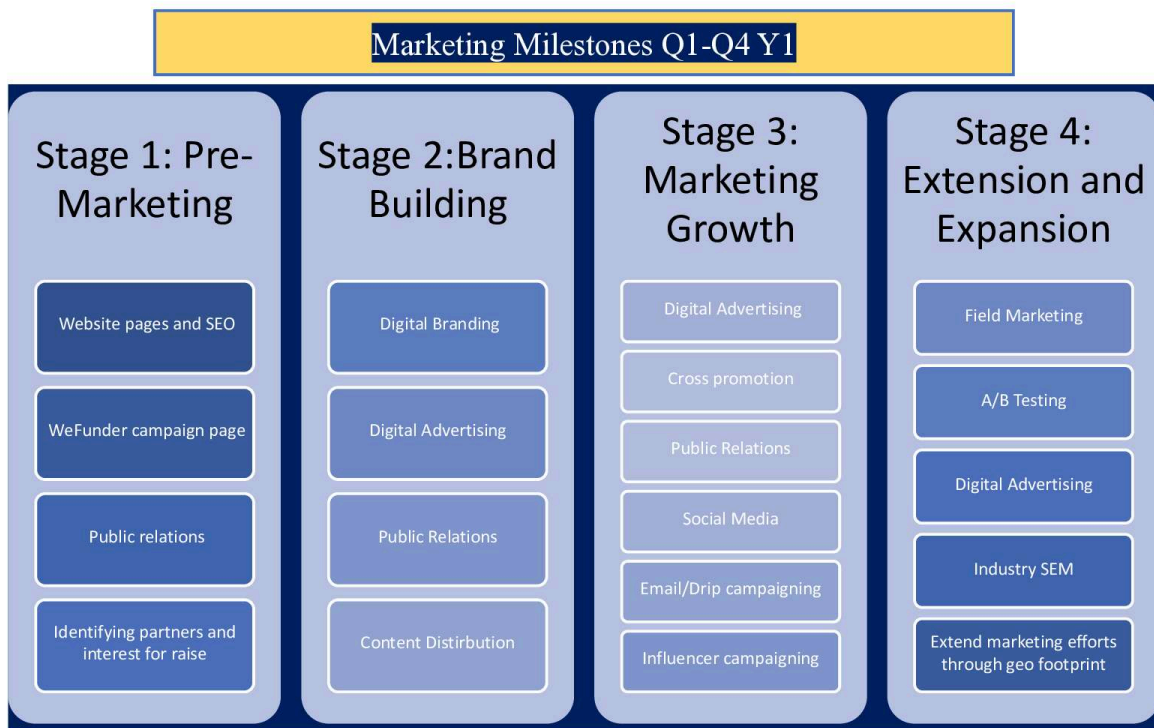 Marketing Milestones Q1-Q4 Y1
Stage 1: Pre-
Marketing
Website pages and SEO
WeFunder campaign page
Public relations
Identifying partners and
interest for raise
Stage 2:Brand
Building
Digital Branding
Digital Advertising
Public Relations
Content Distirbution
Stage 3:
Marketing
Growth
Digital Advertising
Cross promotion
Public Relations
Social Media
Email/Drip campaigning
Influencer campaigning
Stage 4:
Extension and
Expansion
Field Marketing
A/B Testing
Digital Advertising
Industry SEM
Extend marketing efforts
through geo footprint